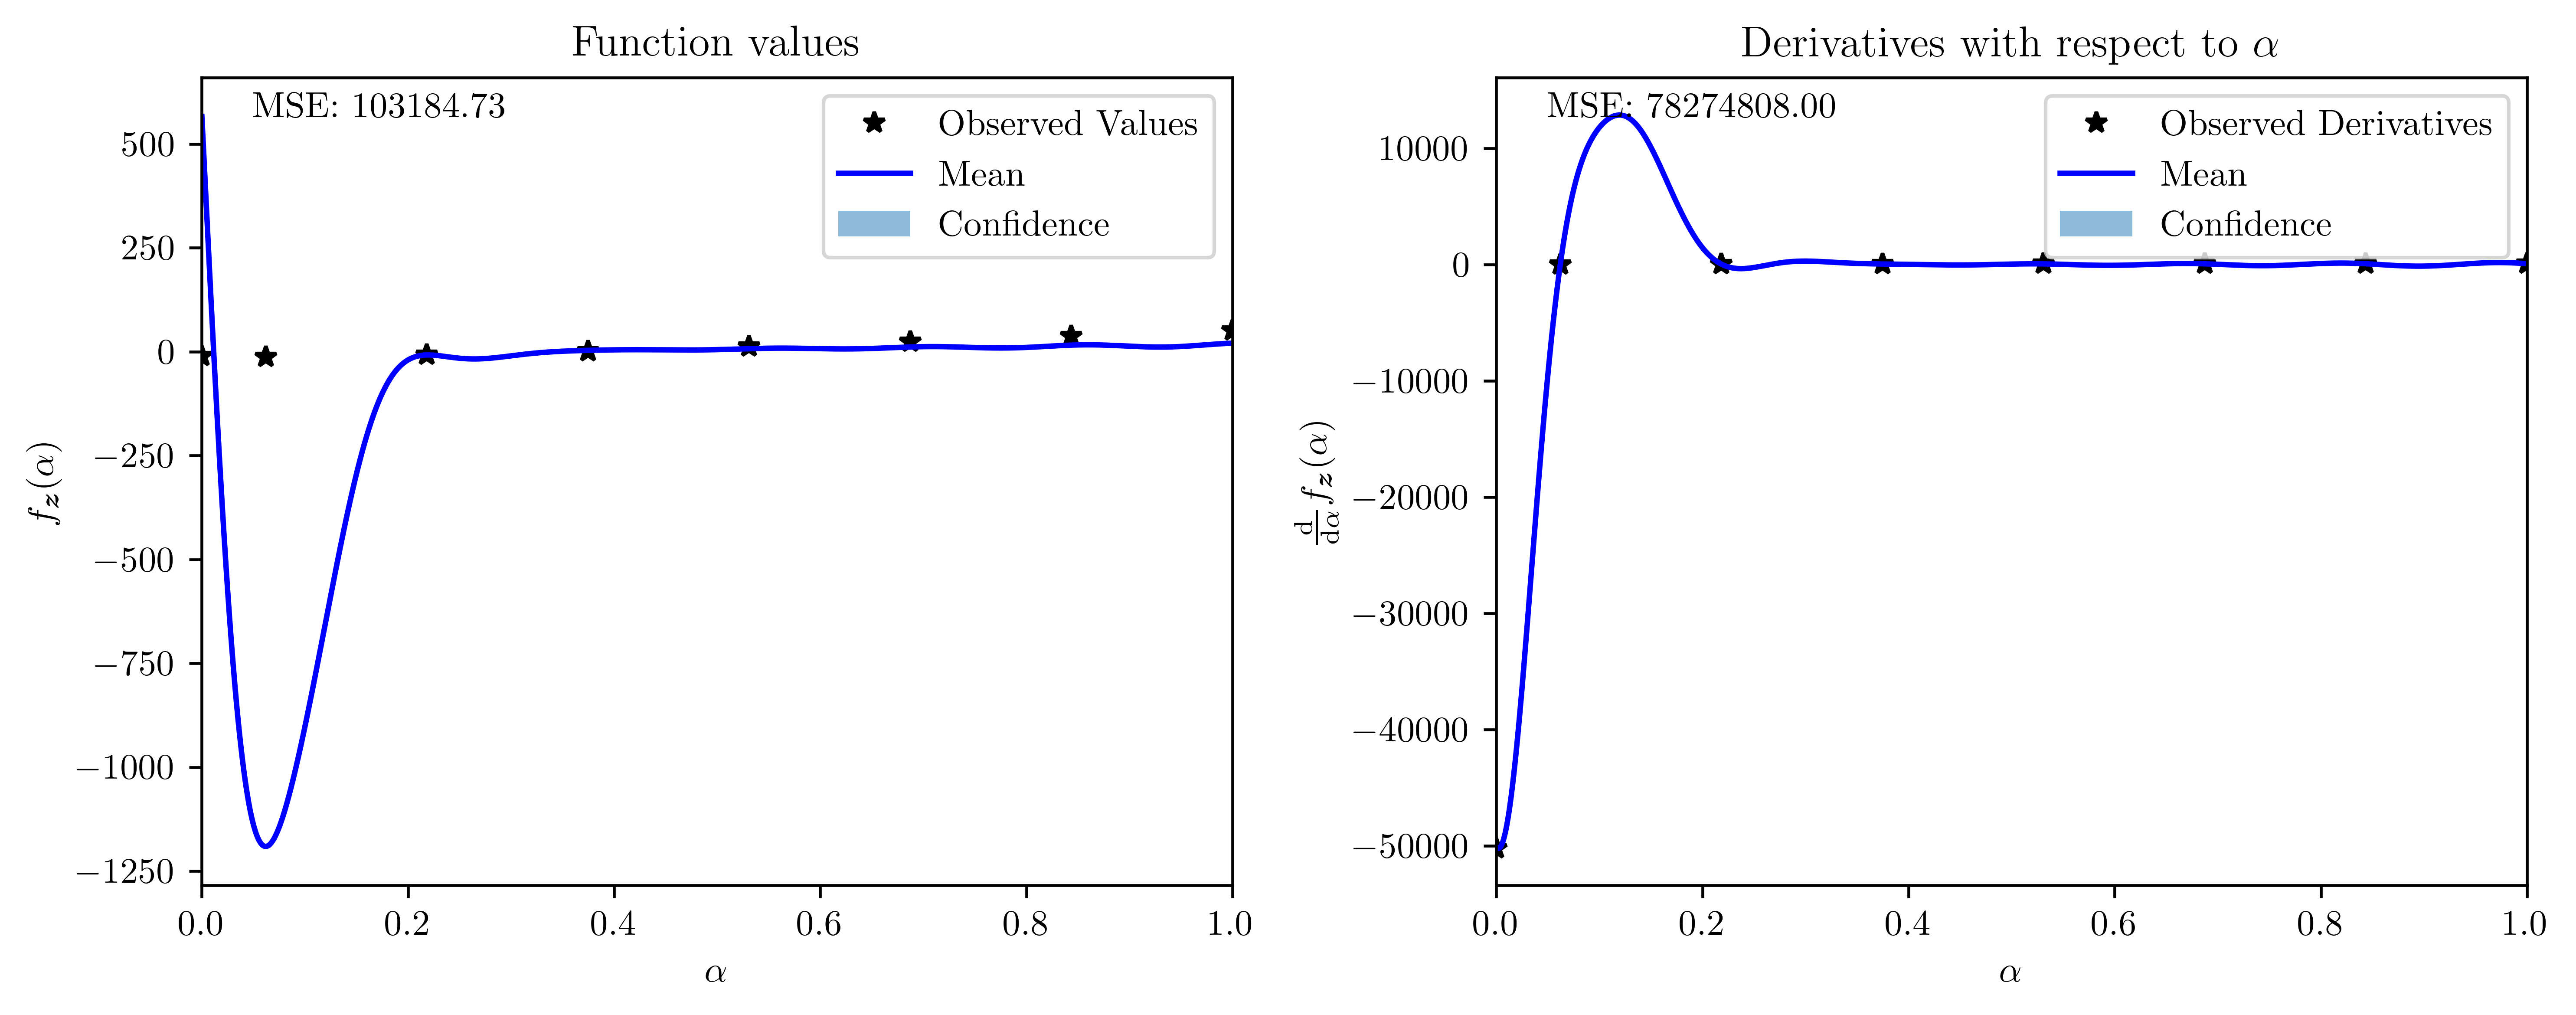 Function values
MSE: 103184.73
Observed Values
Mean
Confidence
500
250
0
−250
−500
−750
−1000
−1250
f_z(α)
0.0 0.2 0.4 0.6 0.8 1.0
α
Derivatives with respect to α
MSE: 78274808.00
Observed Derivatives
Mean
Confidence
10000
0
−10000
−20000
−30000
−40000
−50000
d/dα f_z(α)
0.0 0.2 0.4 0.6 0.8 1.0
α